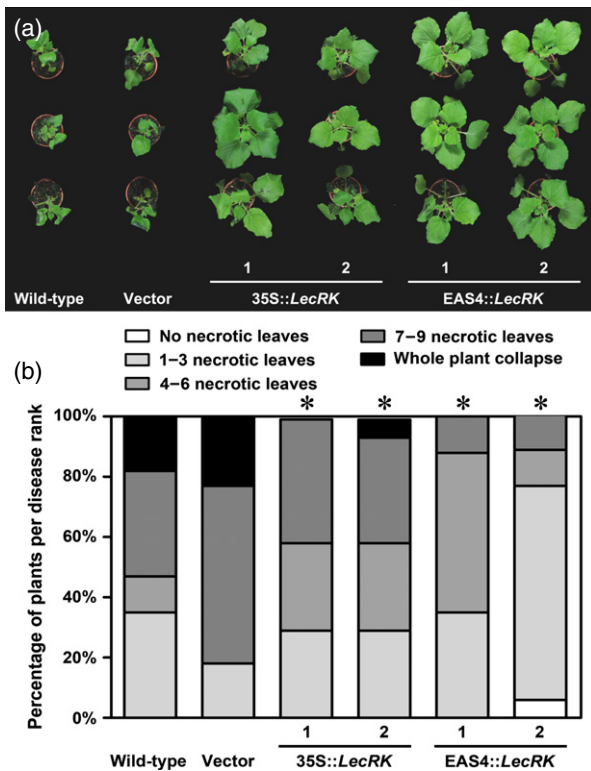 (a)
1 2 1 2
Wild-type Vector 35S::LecRK EAS4::LecRK
No necrotic leaves
1–3 necrotic leaves
4–6 necrotic leaves
7–9 necrotic leaves
Whole plant collapse
(b)
* * * *
Percentage of plants per disease rank
100%
80%
60%
40%
20%
0%
1 2 1 2
Wild-type Vector 35S::LecRK EAS4::LecRK